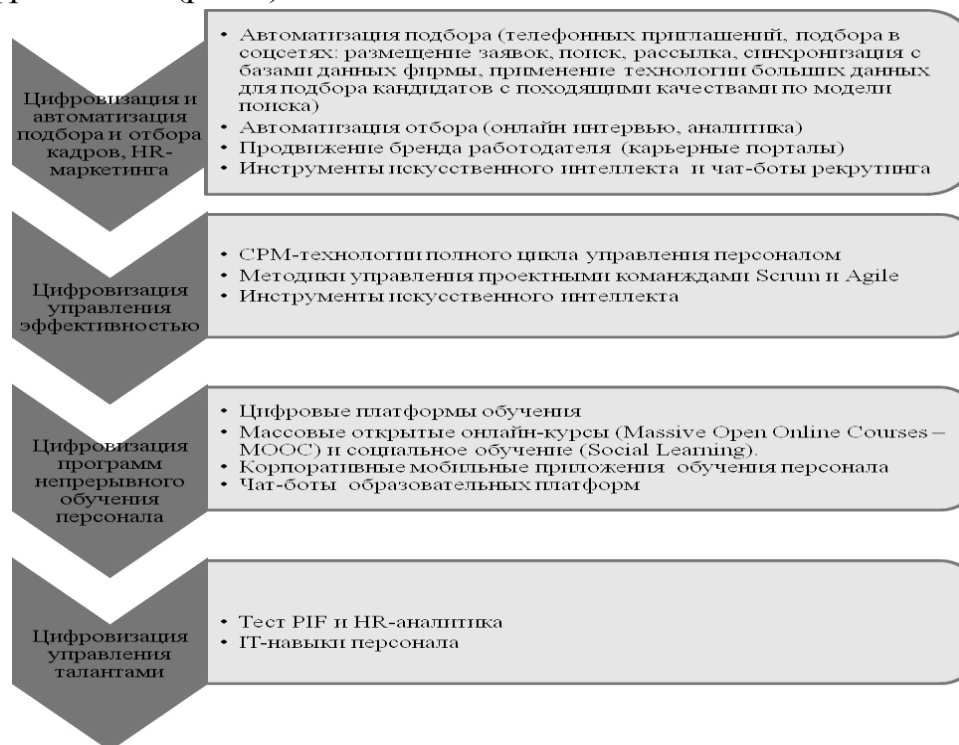 Цифровизация и
автоматизация
подбора и отбора
кадров, HR-
маркетинга
• Автоматизация подбора (телефонных приглашений, подбора в
соцсетях: размещение заявок, поиск, рассылка, синхронизация с
базами данных фирмы, применение технологии больших данных
для подбора кандидатов с походящими качествами по модели
поиска)
• Автоматизация отбора (онлайн интервью, аналитика)
• Продвижение бренда работодателя (карьерные порталы)
• Инструменты искусственного интеллекта и чат-боты рекрутинга
Цифровизация
управления
эффективностью
• СРМ-технологии полного цикла управления персоналом
• Методики управления проектными команждами Scrum и Agile
• Инструменты искусственного интеллекта
Цифровизация
программ
непрерывного
обучения
персонала
• Цифровые платформы обучения
• Массовые открытые онлайн-курсы (Massive Open Online Courses –
MOOC) и социальное обучение (Social Learning).
• Корпоративные мобильные приложения обучения персонала
• Чат-боты образовательных платформ
Цифровизация
управления
талантами
• Тест PIF и HR-аналитика
• IT-навыки персонала